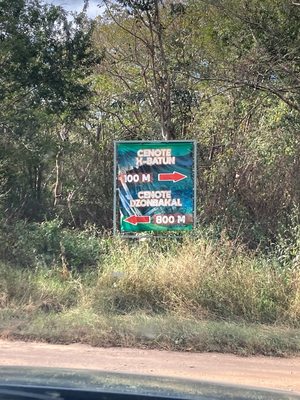 CENOTE
X-BATUN
100 M
CENOTE
DZONBAKAL
800 M